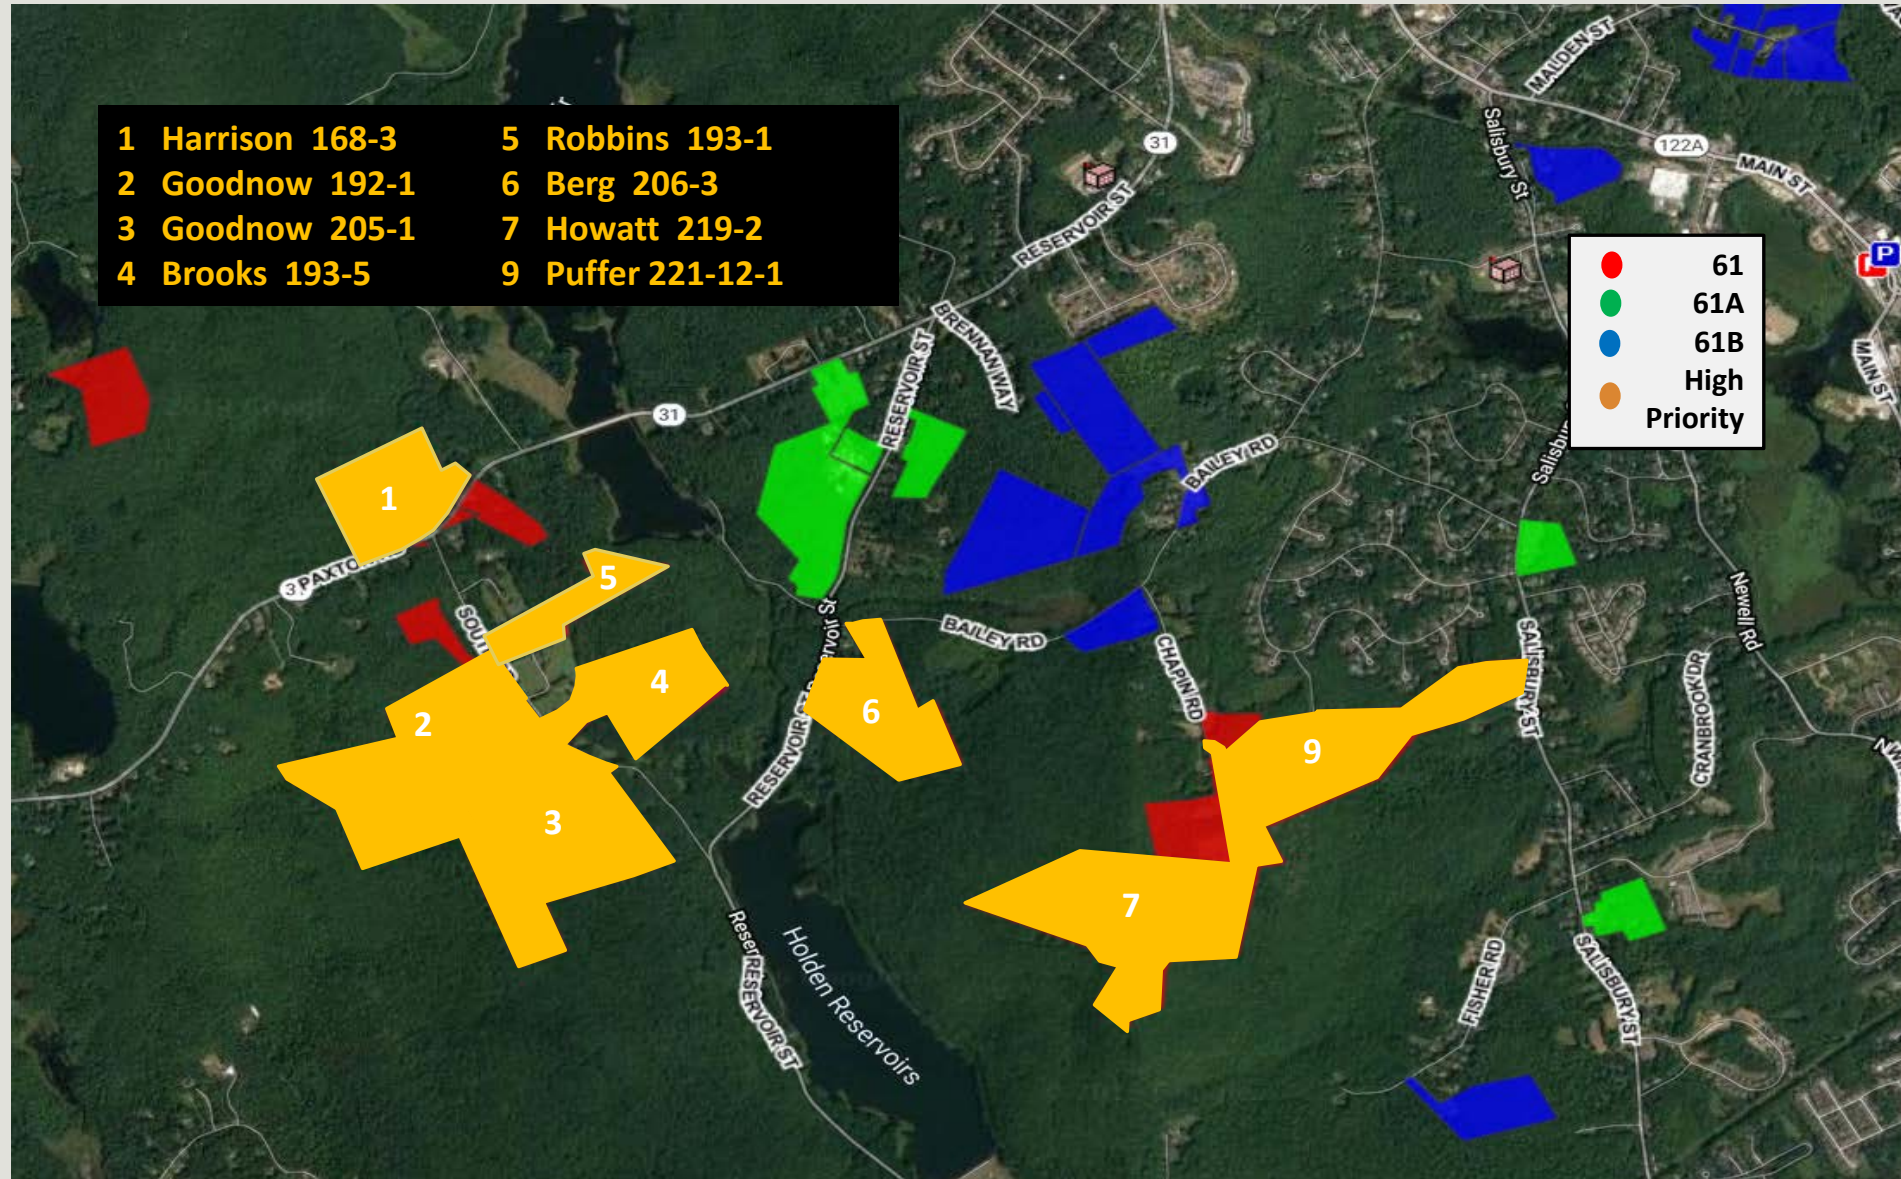 MALDEN ST
1 Harrison 168-3
2 Goodnow 192-1
3 Goodnow 205-1
4 Brooks 193-5
5 Robbins 193-1
6 Berg 206-3
7 Howatt 219-2
9 Puffer 221-12-1
31
Salisbury St
122A
MAIN ST
RESERVOIR ST
P
61
61A
61B
High
Priority
BRENNAN WAY
RESERVOIR ST
MAIN ST
31
BAILEY RD
1
5
Newell Rd
BAILEY RD
SALISBURY ST
CHAPIN RD
4
6
2
9
CRANBROOK DR
RESERVOIR ST
3
7
Holden Reservoirs
RESERVOIR ST
FISHER RD
SALISBURY ST